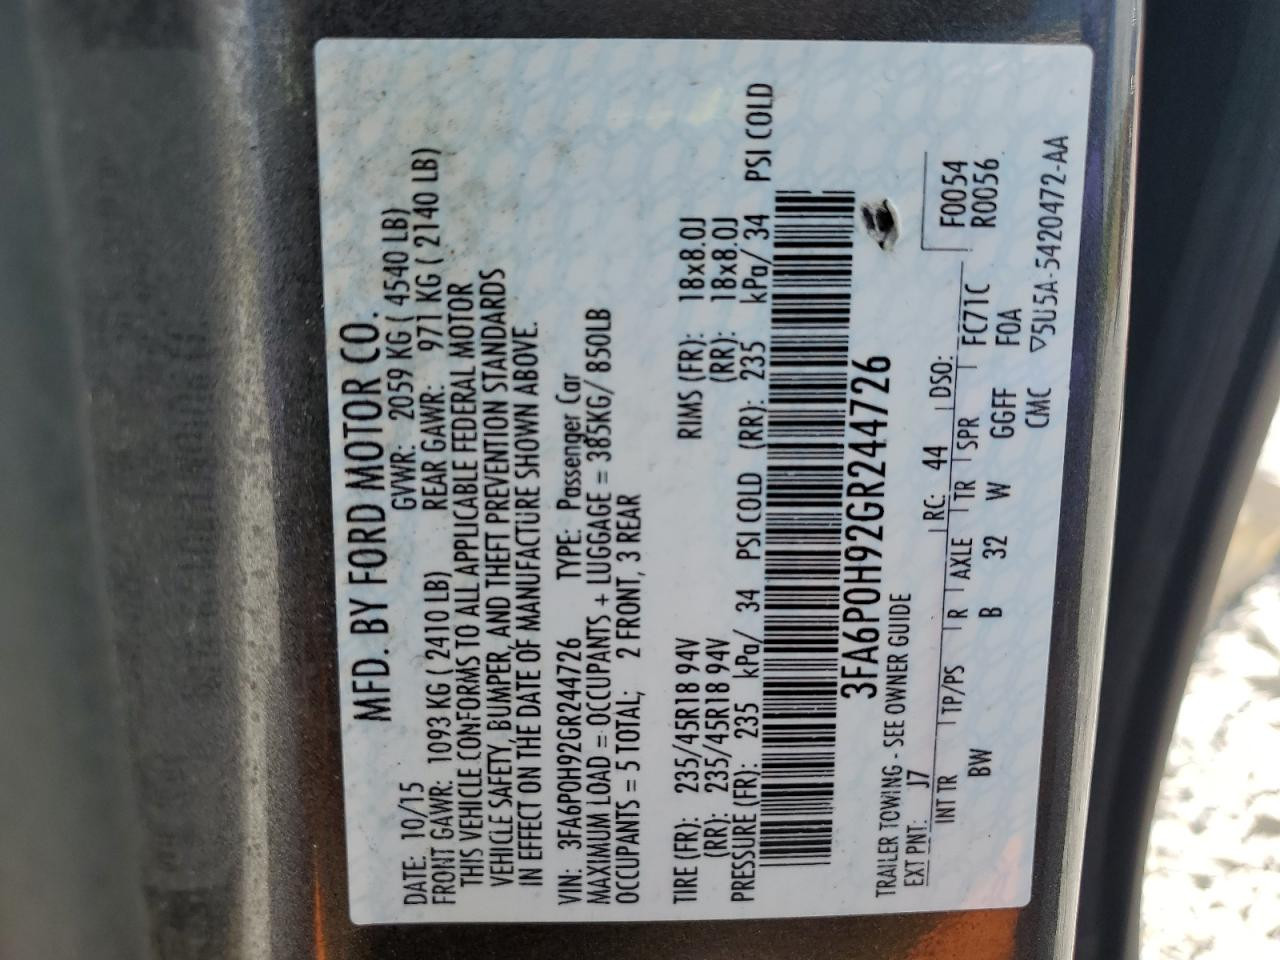 MFD. BY FORD MOTOR CO.
DATE: 10/15 GVWR: 2059 KG ( 4540 LB)
FRONT GAWR: 1093 KG ( 2410 LB) REAR GAWR: 971 KG ( 2140 LB)
THIS VEHICLE CONFORMS TO ALL APPLICABLE FEDERAL MOTOR
VEHICLE SAFETY, BUMPER, AND THEFT PREVENTION STANDARDS
IN EFFECT ON THE DATE OF MANUFACTURE SHOWN ABOVE.
VIN: 3FA6P0H92GR244726 TYPE: Passenger Car
MAXIMUM LOAD = OCCUPANTS + LUGGAGE = 385KG/ 850LB
OCCUPANTS = 5 TOTAL; 2 FRONT, 3 REAR
TIRE (FR): 235/45R18 94V RIMS (FR): 18x8.0J
(RR): 235/45R18 94V (RR): 18x8.0J
PRESSURE (FR): 235 kPa/ 34 PSI COLD (RR): 235 kPa/ 34 PSI COLD
3FA6P0H92GR244726
TRAILER TOWING - SEE OWNER GUIDE
EXT PNT: J7 RC: 44 DSO: F0054
INT TR TP/PS R AXLE TR SPR FC71C R0056
BW B 32 W GGFF F0A
CMC ▽5U5A-5420472-AA